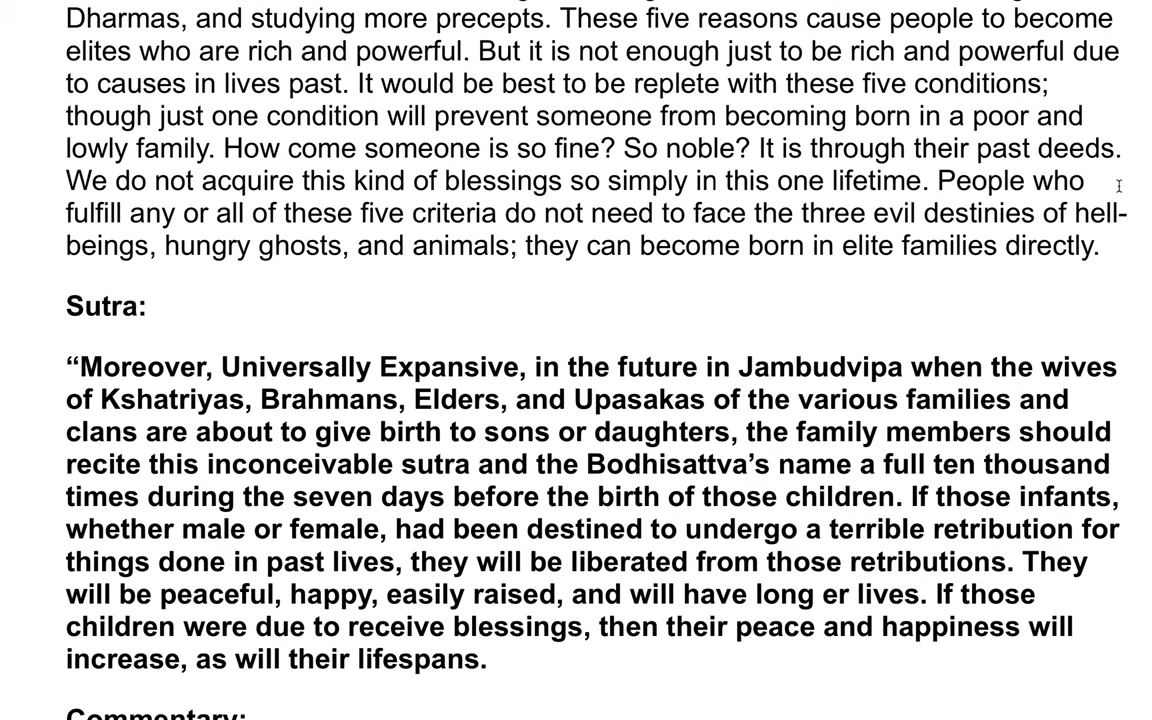 Dharmas, and studying more precepts. These five reasons cause people to become
elites who are rich and powerful. But it is not enough just to be rich and powerful due
to causes in lives past. It would be best to be replete with these five conditions;
though just one condition will prevent someone from becoming born in a poor and
lowly family. How come someone is so fine? So noble? It is through their past deeds.
We do not acquire this kind of blessings so simply in this one lifetime. People who
fulfill any or all of these five criteria do not need to face the three evil destinies of hell-
beings, hungry ghosts, and animals; they can become born in elite families directly.
Sutra:
“Moreover, Universally Expansive, in the future in Jambudvipa when the wives
of Kshatriyas, Brahmans, Elders, and Upasakas of the various families and
clans are about to give birth to sons or daughters, the family members should
recite this inconceivable sutra and the Bodhisattva’s name a full ten thousand
times during the seven days before the birth of those children. If those infants,
whether male or female, had been destined to undergo a terrible retribution for
things done in past lives, they will be liberated from those retributions. They
will be peaceful, happy, easily raised, and will have long er lives. If those
children were due to receive blessings, then their peace and happiness will
increase, as will their lifespans.
Commentary: